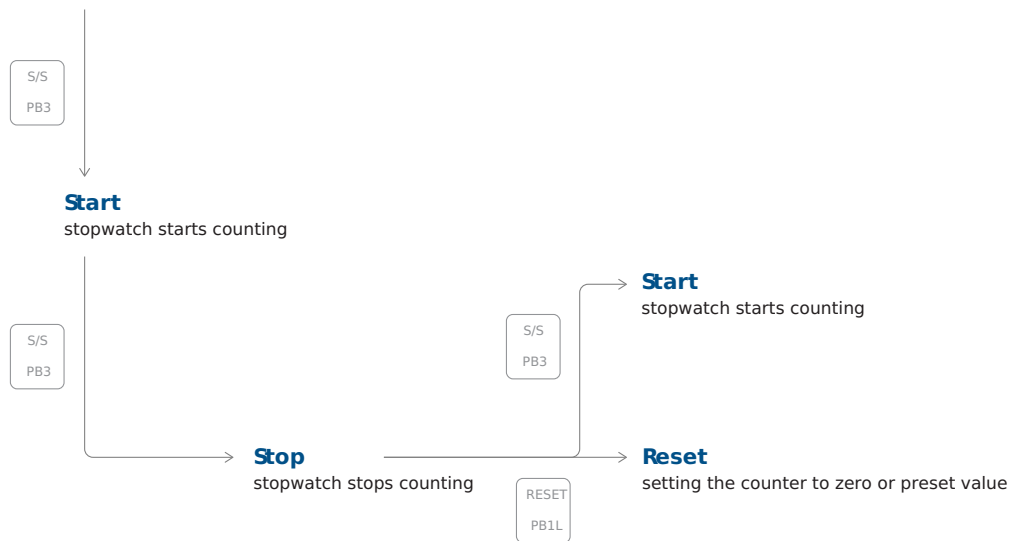 S/S
PB3
Start
stopwatch starts counting
Start
stopwatch starts counting
S/S
PB3
S/S
PB3
Stop
stopwatch stops counting
Reset
setting the counter to zero or preset value
RESET
PB1L